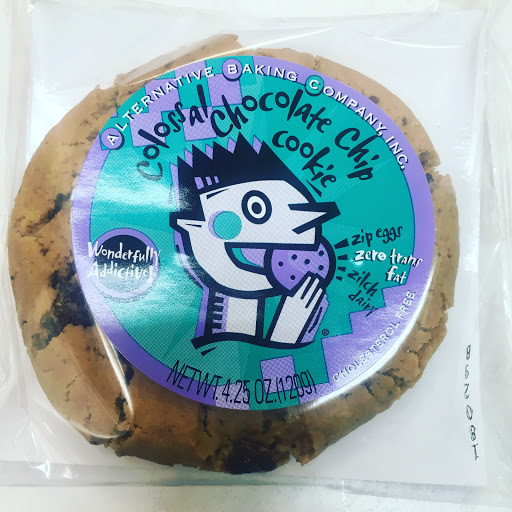 ALTERNATIVE BAKING COMPANY, INC.
Colossal Chocolate Chip
cookie
Wonderfully
Addictive!
zip eggs
zero trans
fat
zilch
dairy
CHOLESTEROL FREE
®
NET WT. 4.25 OZ. (120g)